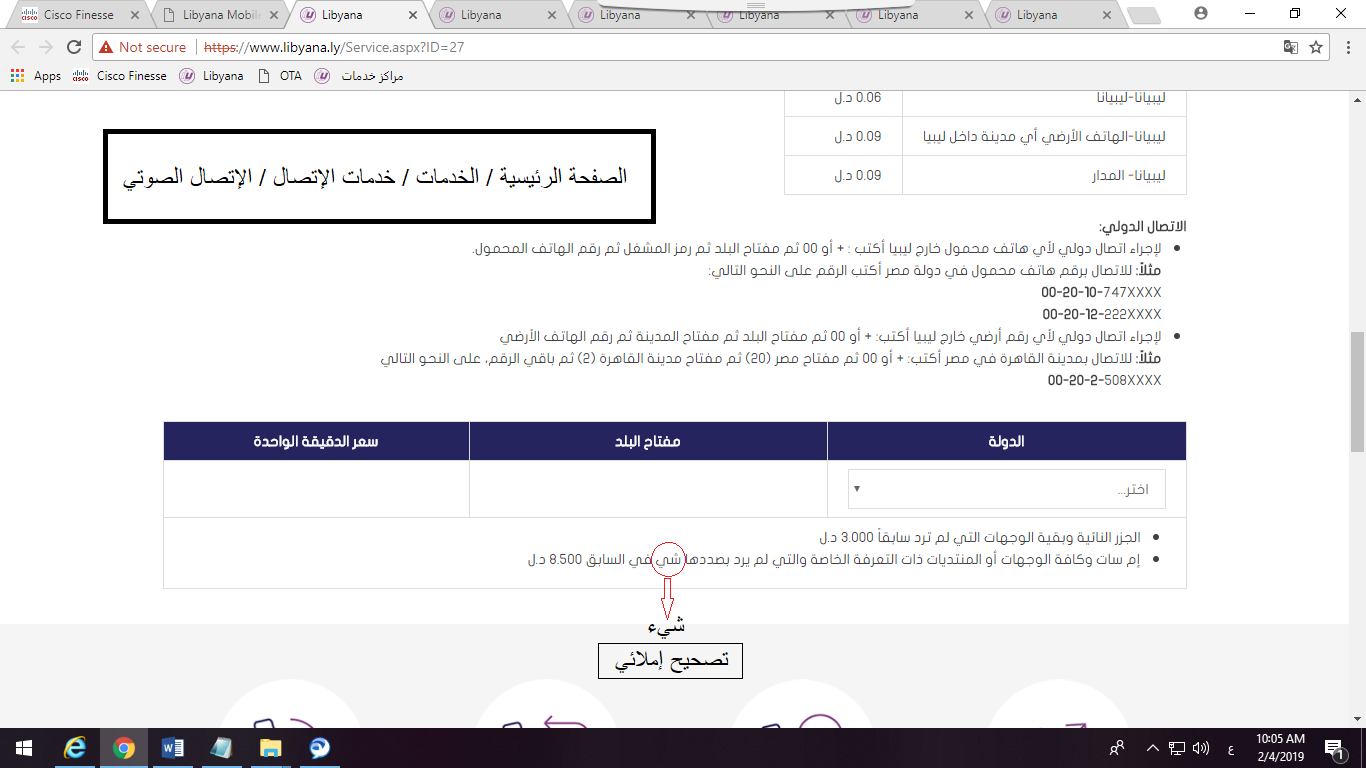 Cisco Finesse
Libyana Mobile
Libyana
Libyana
Libyana
Libyana
Libyana
Libyana
Not secure | https://www.libyana.ly/Service.aspx?ID=27
Apps Cisco Finesse Libyana OTA مراكز خدمات
ليبيانا-ليبيانا 0.06 د.ل
ليبيانا-الهاتف الأرضي أي مدينة داخل ليبيا 0.09 د.ل
ليبيانا- المدار 0.09 د.ل
الصفحة الرئيسية / الخدمات / خدمات الإتصال / الإتصال الصوتي
الاتصال الدولي:
لإجراء اتصال دولي لأي هاتف محمول خارج ليبيا أكتب : + أو 00 ثم مفتاح البلد ثم رمز المشغل ثم رقم الهاتف المحمول.
مثلاً: للاتصال برقم هاتف محمول في دولة مصر أكتب الرقم على النحو التالي:
00-20-10-747XXXX
00-20-12-222XXXX
لإجراء اتصال دولي لأي رقم أرضي خارج ليبيا أكتب: + أو 00 ثم مفتاح البلد ثم مفتاح المدينة ثم رقم الهاتف الأرضي
مثلاً: للاتصال بمدينة القاهرة في مصر أكتب: + أو 00 ثم مفتاح مصر (20) ثم مفتاح مدينة القاهرة (2) ثم باقي الرقم، على النحو التالي
00-20-2-508XXXX
الدولة مفتاح البلد سعر الدقيقة الواحدة
اختر...
الجزر النائية وبقية الوجهات التي لم ترد سابقاً 3.000 د.ل
إم سات وكافة الوجهات أو المنتديات ذات التعرفة الخاصة والتي لم يرد بصددها شي في السابق 8.500 د.ل
شيء
تصحيح إملائي
ع
10:05 AM
2/4/2019
1